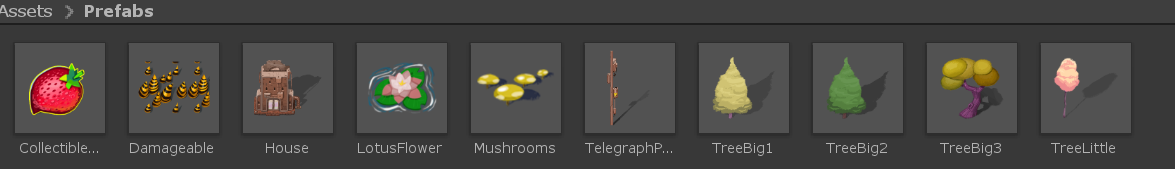 Assets > Prefabs
Collectible... Damageable House LotusFlower Mushrooms TelegraphP... TreeBig1 TreeBig2 TreeBig3 TreeLittle